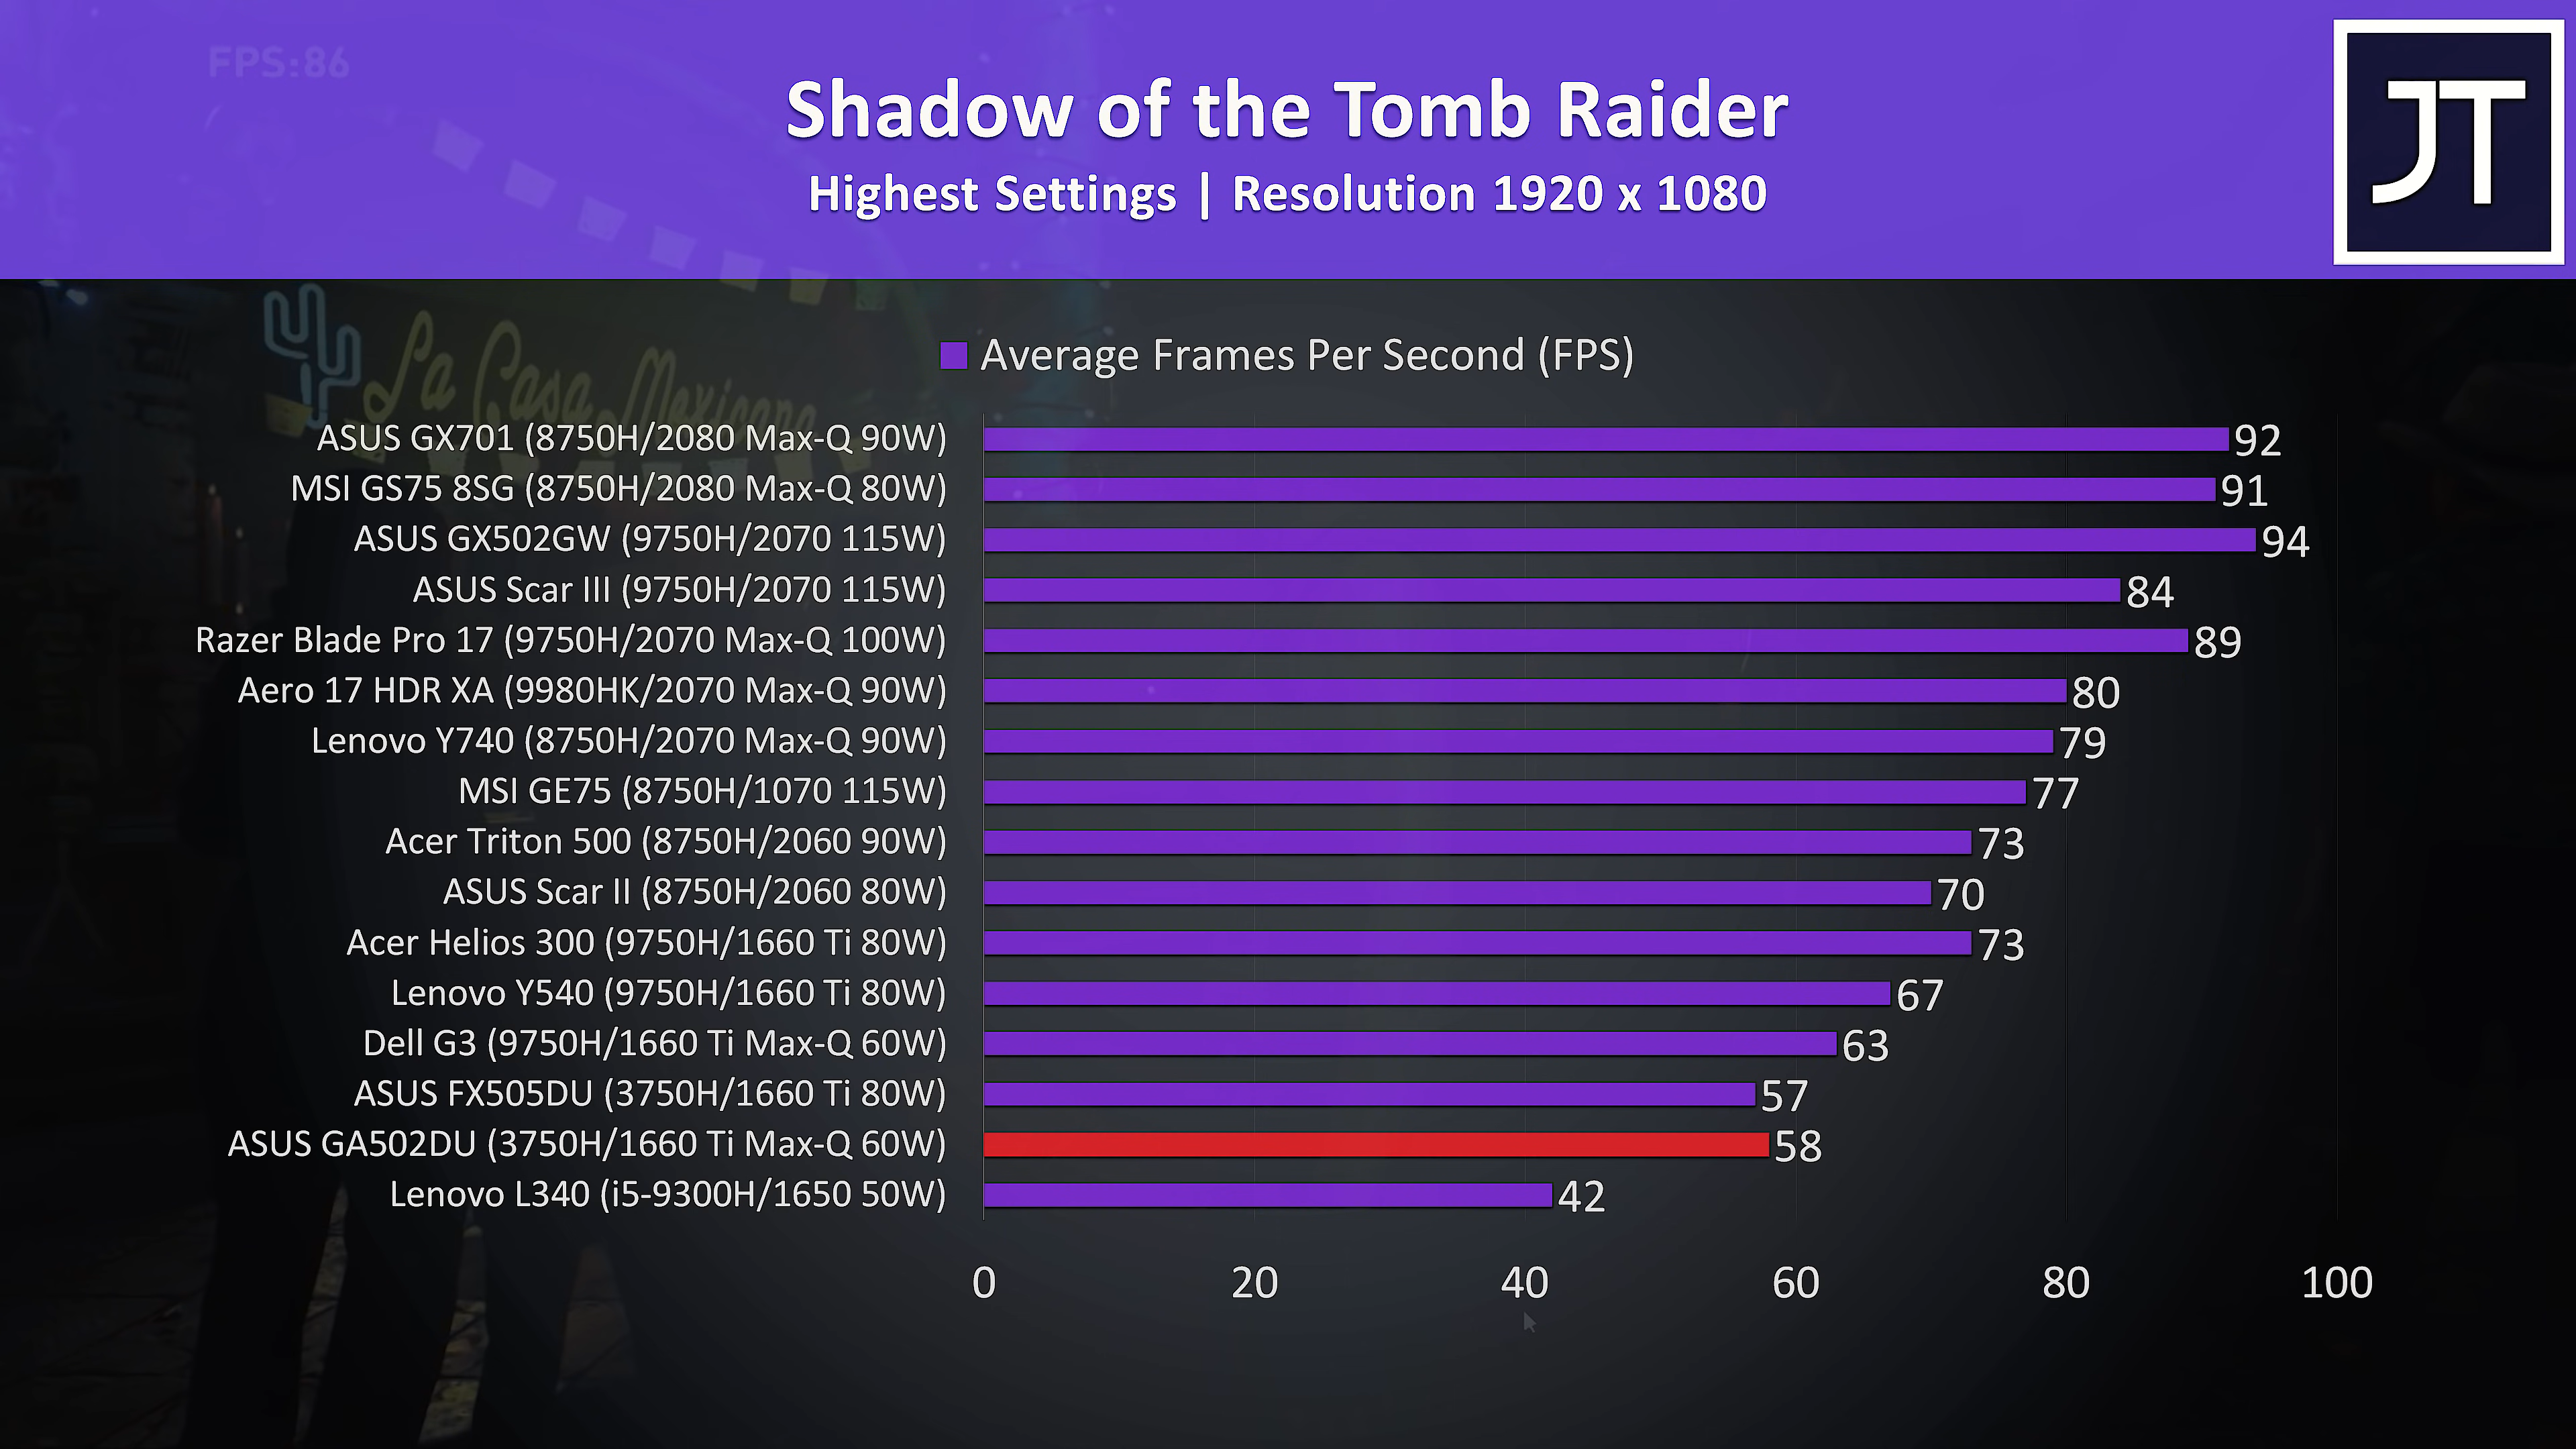 FPS:86
Shadow of the Tomb Raider
Highest Settings | Resolution 1920 x 1080
JT
Average Frames Per Second (FPS)
La Casa Mexicana
ASUS GX701 (8750H/2080 Max-Q 90W) 92
MSI GS75 8SG (8750H/2080 Max-Q 80W) 91
ASUS GX502GW (9750H/2070 115W) 94
ASUS Scar III (9750H/2070 115W) 84
Razer Blade Pro 17 (9750H/2070 Max-Q 100W) 89
Aero 17 HDR XA (9980HK/2070 Max-Q 90W) 80
Lenovo Y740 (8750H/2070 Max-Q 90W) 79
MSI GE75 (8750H/1070 115W) 77
Acer Triton 500 (8750H/2060 90W) 73
ASUS Scar II (8750H/2060 80W) 70
Acer Helios 300 (9750H/1660 Ti 80W) 73
Lenovo Y540 (9750H/1660 Ti 80W) 67
Dell G3 (9750H/1660 Ti Max-Q 60W) 63
ASUS FX505DU (3750H/1660 Ti 80W) 57
ASUS GA502DU (3750H/1660 Ti Max-Q 60W) 58
Lenovo L340 (i5-9300H/1650 50W) 42
0 20 40 60 80 100